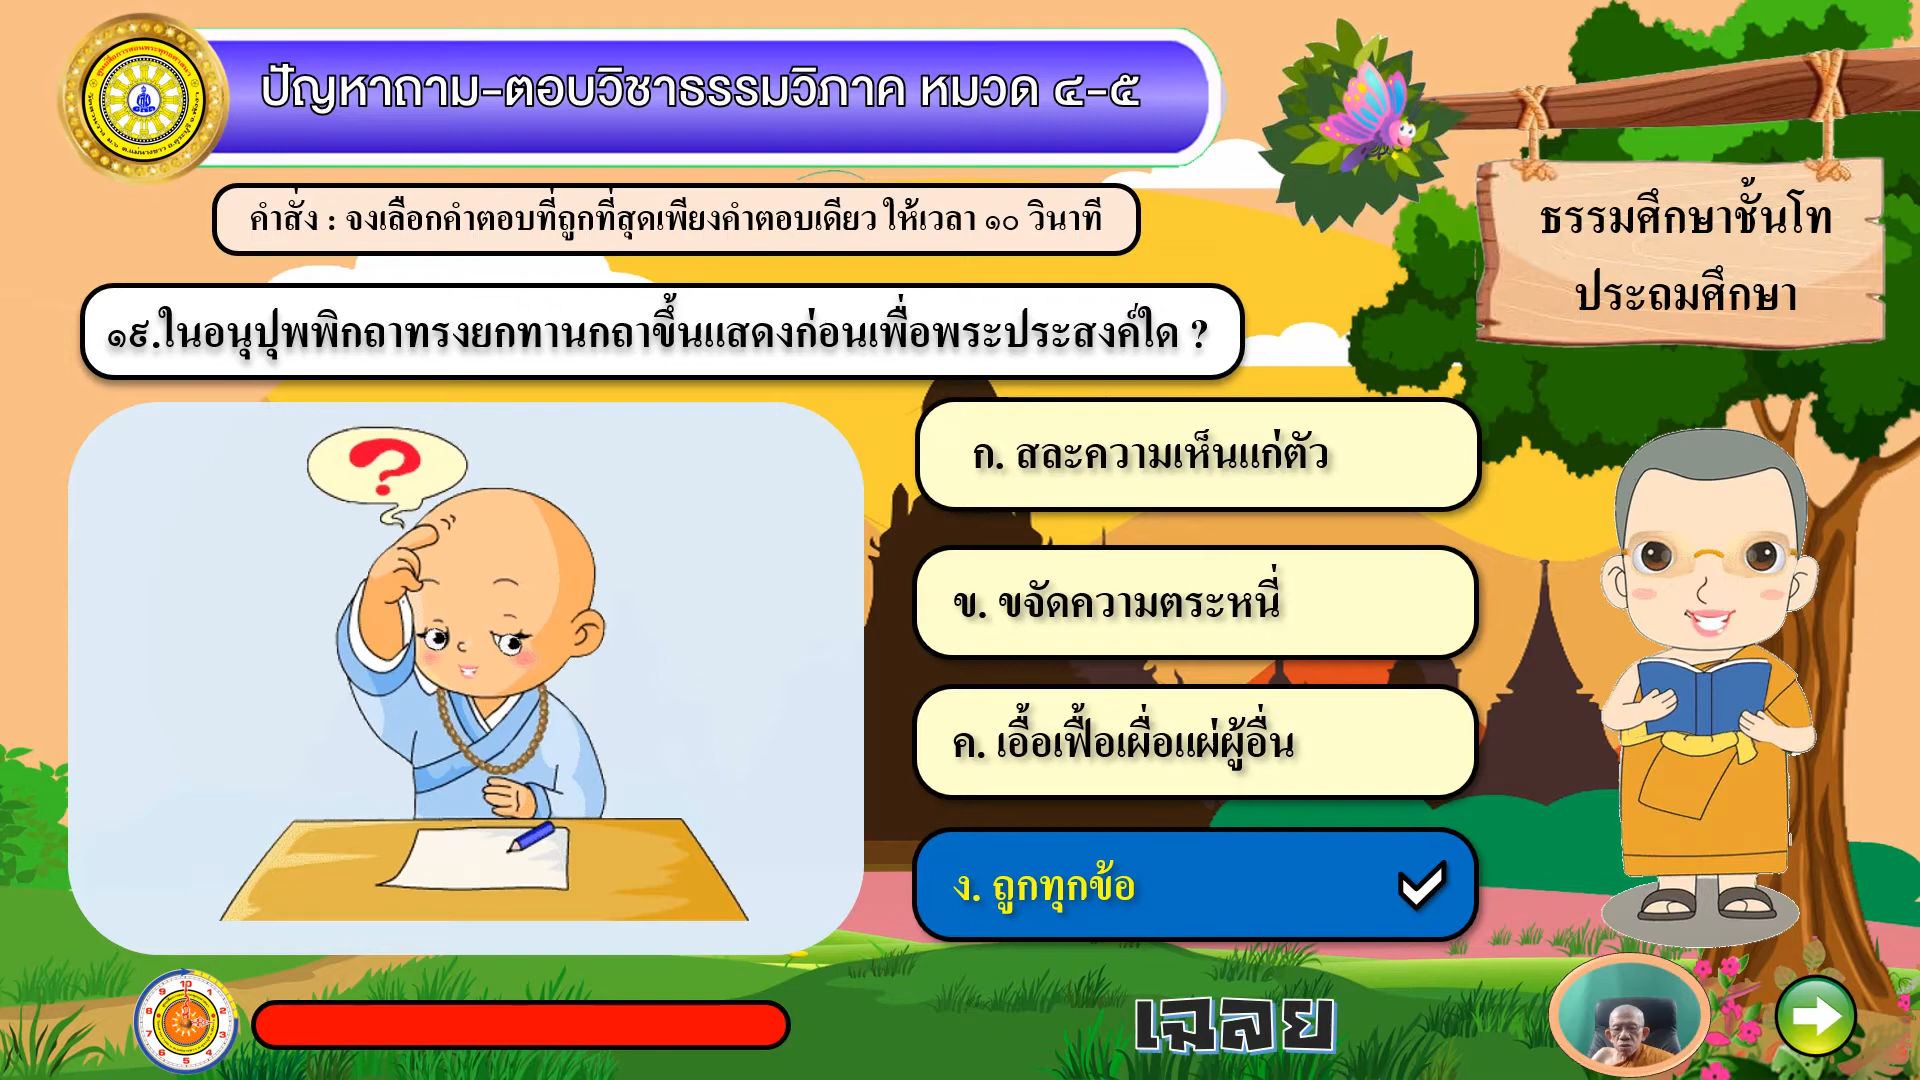 ปัญหาถาม-ตอบวิชาธรรมวิภาค หมวด ๔-๕
คำสั่ง : จงเลือกคำตอบที่ถูกที่สุดเพียงคำตอบเดียว ให้เวลา ๑๐ วินาที
ธรรมศึกษาชั้นโท
ประถมศึกษา
๑๙.ในอนุปุพพิกถาทรงยกทานกถาขึ้นแสดงก่อนเพื่อพระประสงค์ใด ?
?
ก. สละความเห็นแก่ตัว
ข. ขจัดความตระหนี่
ค. เอื้อเฟื้อเผื่อแผ่ผู้อื่น
ง. ถูกทุกข้อ
เฉลย
10
1
2
3
4
5
6
7
8
9